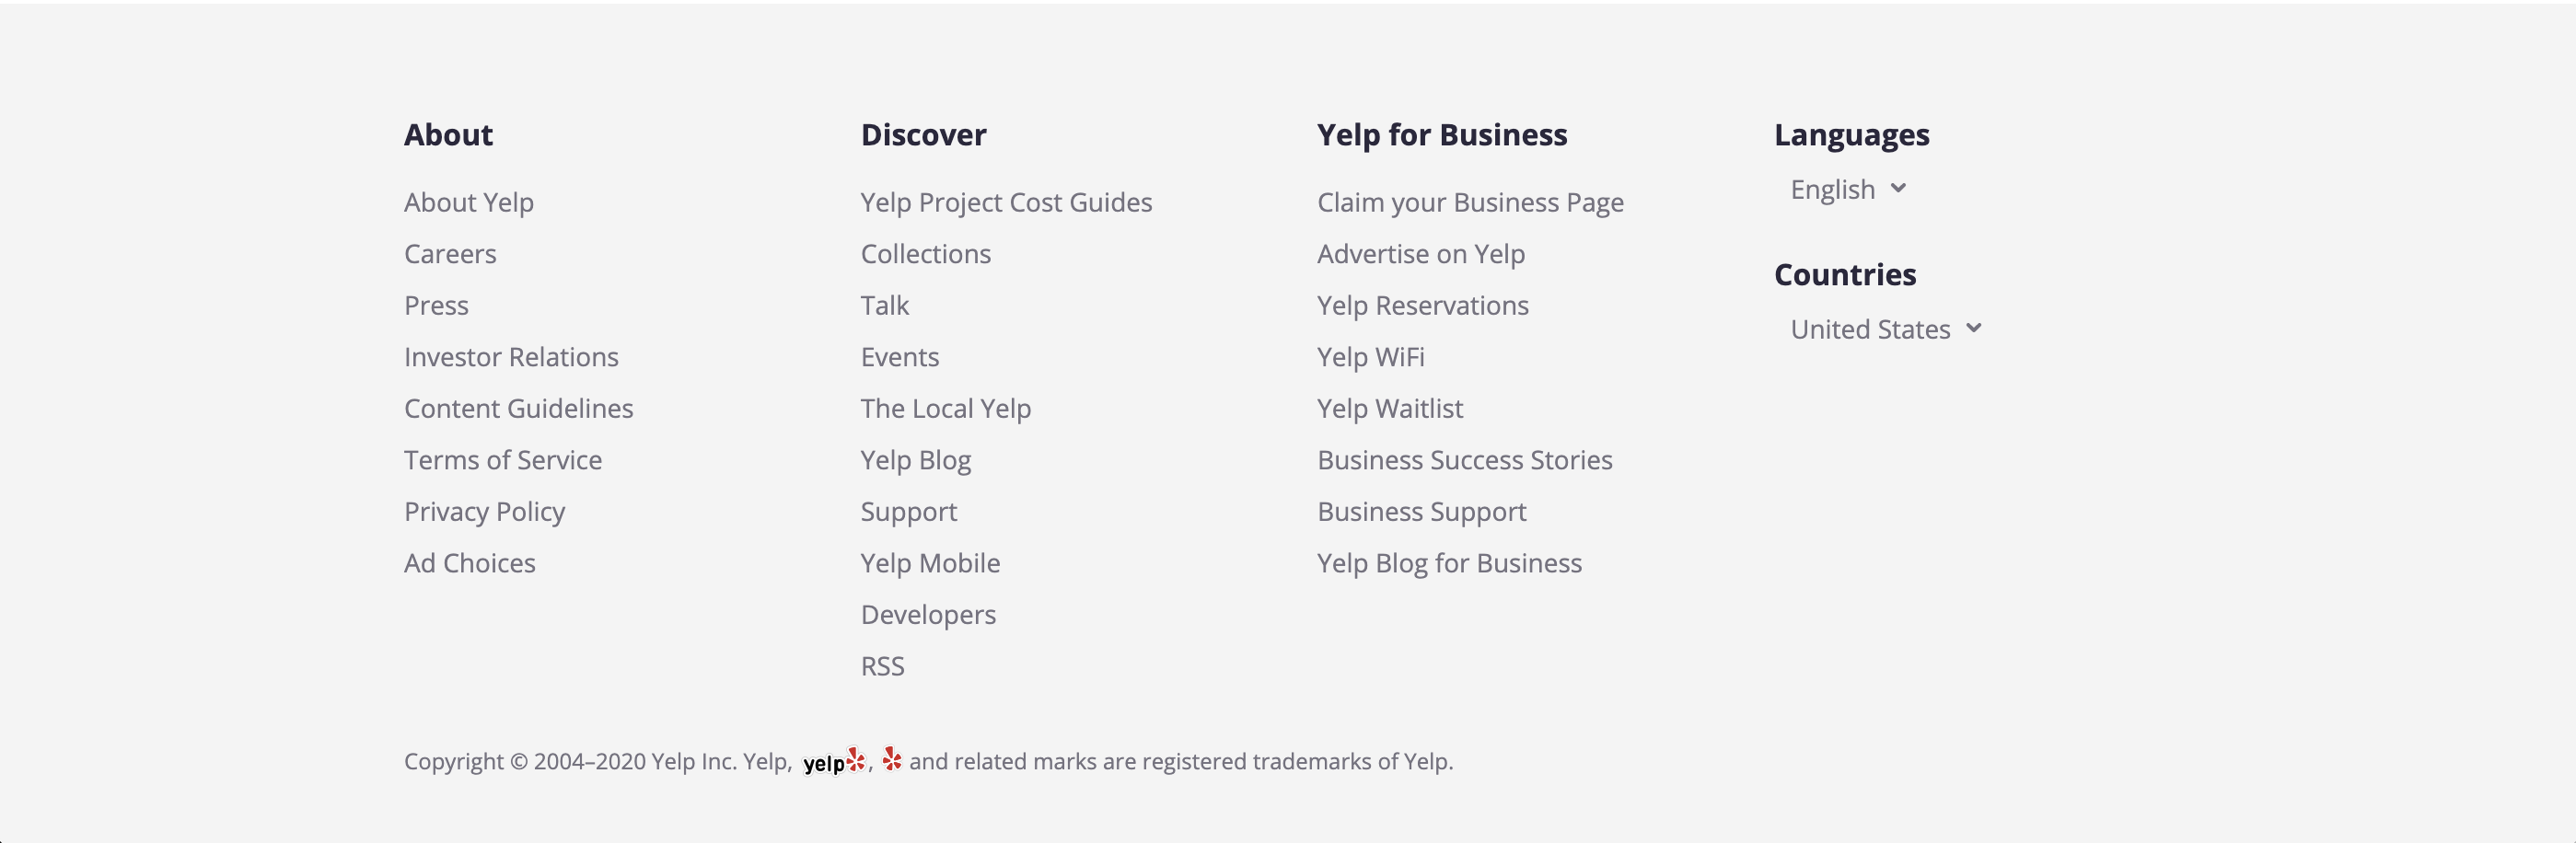 About
About Yelp
Careers
Press
Investor Relations
Content Guidelines
Terms of Service
Privacy Policy
Ad Choices
Discover
Yelp Project Cost Guides
Collections
Talk
Events
The Local Yelp
Yelp Blog
Support
Yelp Mobile
Developers
RSS
Yelp for Business
Claim your Business Page
Advertise on Yelp
Yelp Reservations
Yelp WiFi
Yelp Waitlist
Business Success Stories
Business Support
Yelp Blog for Business
Languages
English
Countries
United States
Copyright © 2004–2020 Yelp Inc. Yelp, yelp, and related marks are registered trademarks of Yelp.